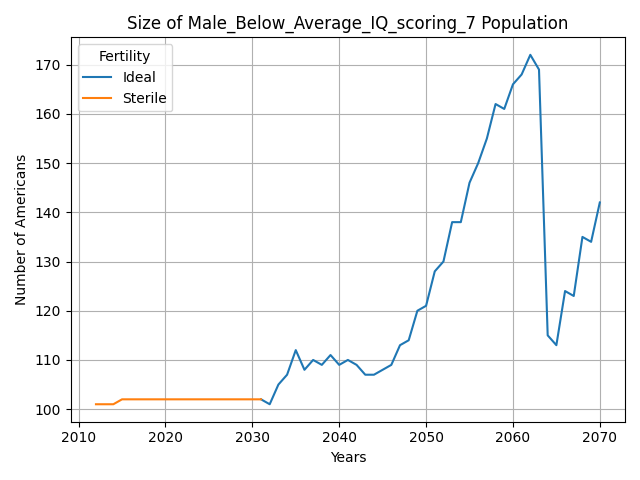 Size of Male_Below_Average_IQ_scoring_7 Population
Fertility
Ideal
Sterile
Number of Americans
170
160
150
140
130
120
110
100
2010 2020 2030 2040 2050 2060 2070
Years